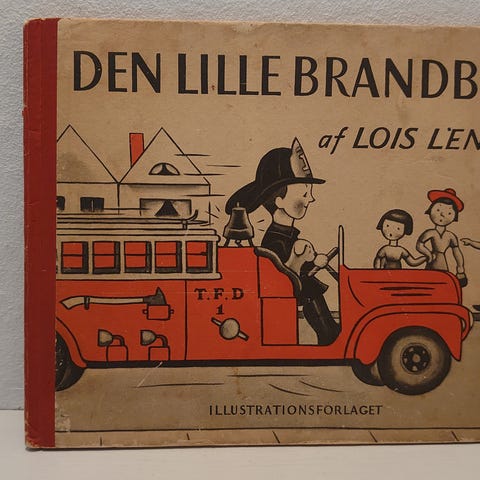 DEN LILLE BRANDB
af LOIS LEN
T.F.D
1
ILLUSTRATIONSFORLAGET